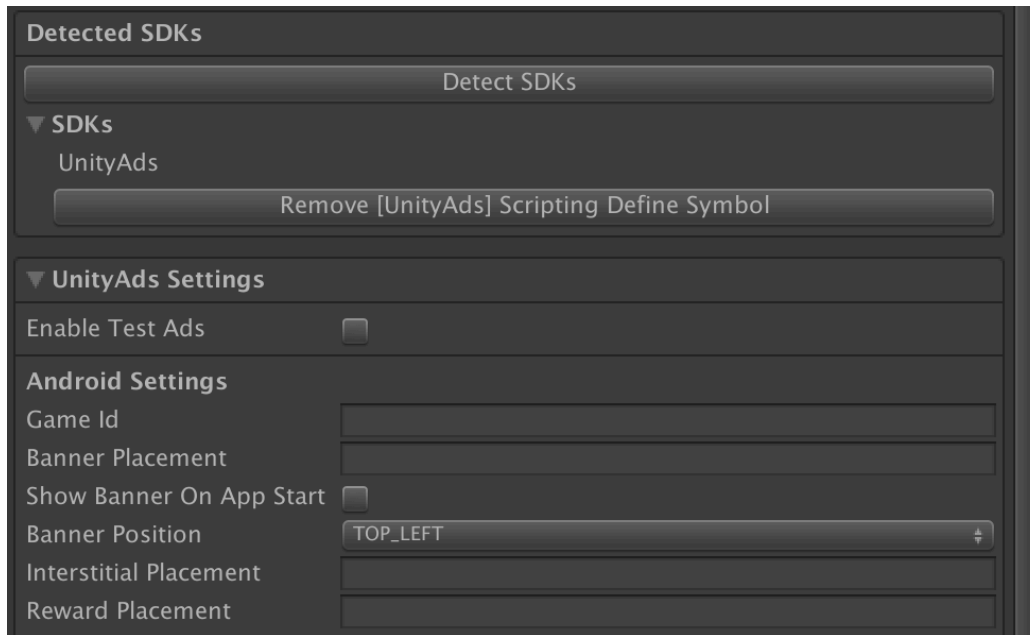 Detected SDKs
Detect SDKs
SDKs
UnityAds
Remove [UnityAds] Scripting Define Symbol
UnityAds Settings
Enable Test Ads
Android Settings
Game Id
Banner Placement
Show Banner On App Start
Banner Position TOP_LEFT
Interstitial Placement
Reward Placement